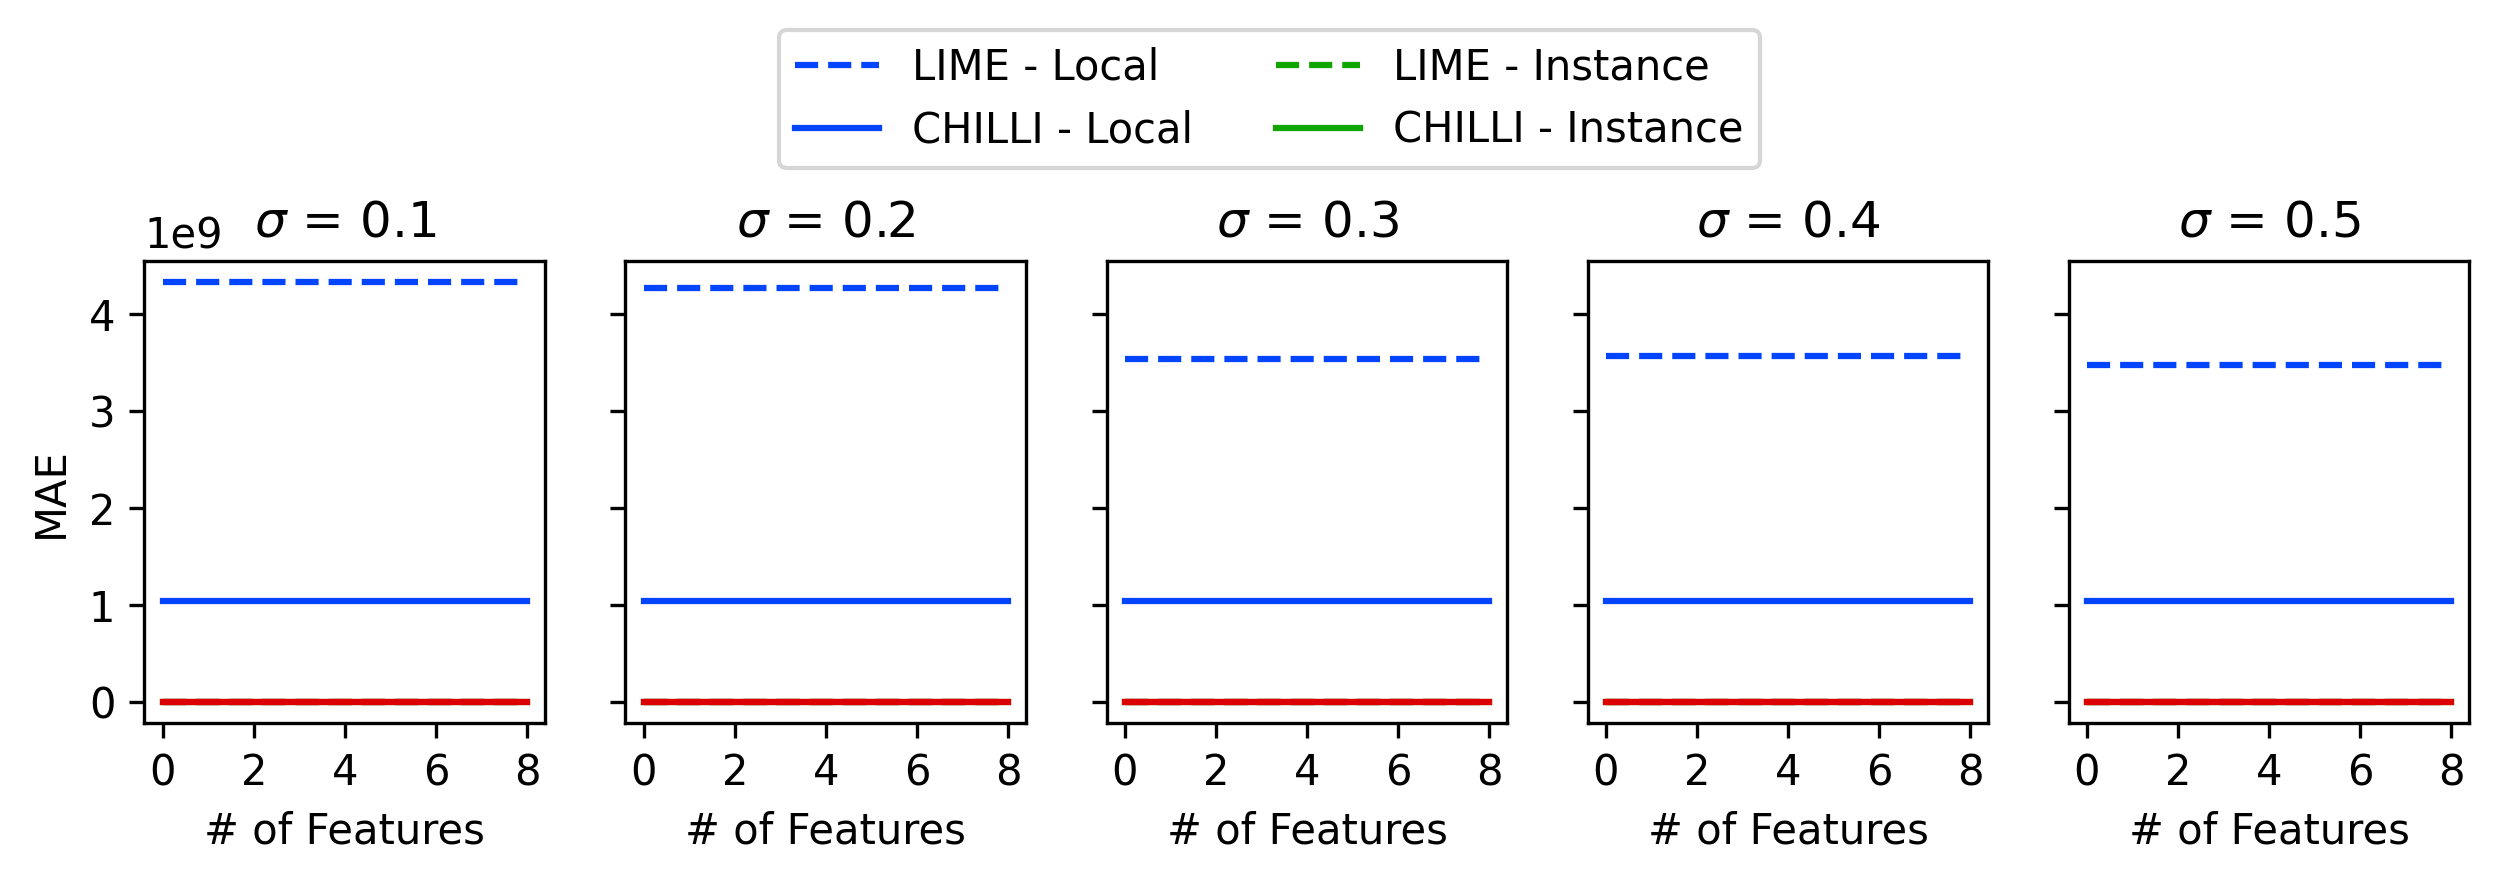 LIME - Local LIME - Instance
CHILLI - Local CHILLI - Instance
1e9 σ = 0.1 σ = 0.2 σ = 0.3 σ = 0.4 σ = 0.5
4
3
2
1
0
MAE
0 2 4 6 8 0 2 4 6 8 0 2 4 6 8 0 2 4 6 8 0 2 4 6 8
# of Features # of Features # of Features # of Features # of Features